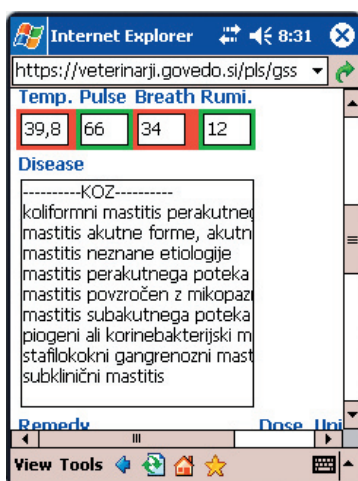 Internet Explorer 8:31
https://veterinarji.govedo.si/pls/gss
Temp. Pulse Breath Rumi.
39,8 66 34 12
Disease
----------KOZ----------
koliformni mastitis perakutneg
mastitis akutne forme, akutn
mastitis neznane etiologije
mastitis perakutnega poteka
mastitis povzročen z mikopaz
mastitis subakutnega poteka
piogeni ali korinebakterijski m
stafilokokni gangrenozni mast
subklinični mastitis
Remedy Dose Uni
View Tools